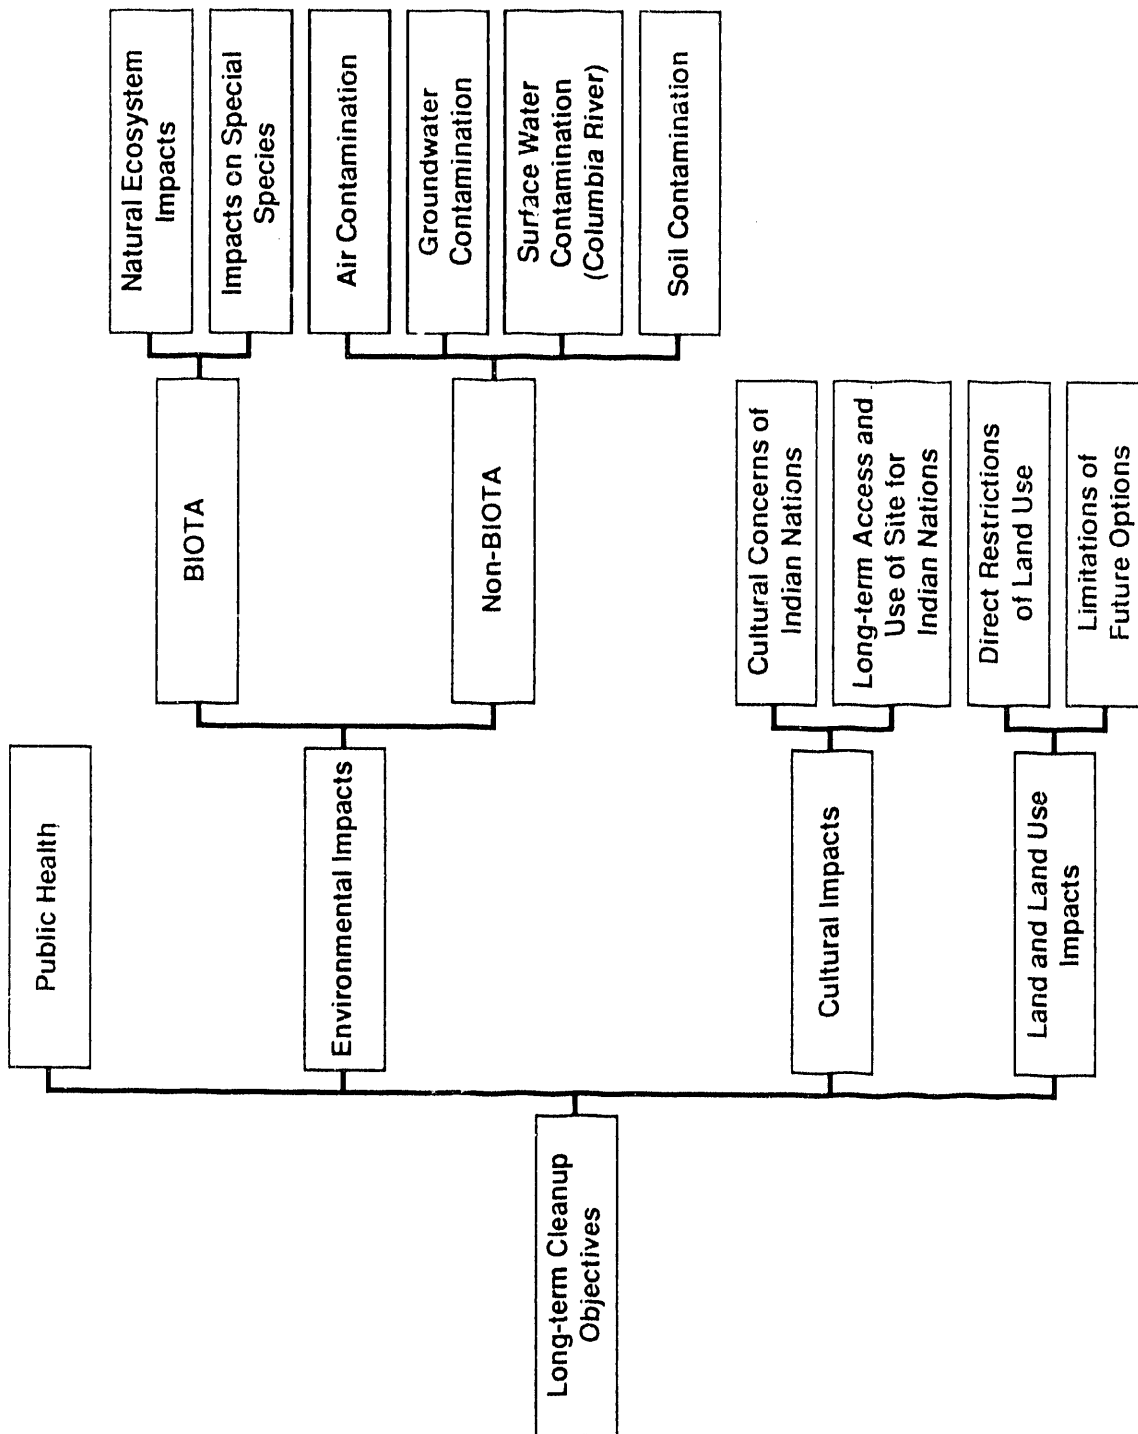 Long-term Cleanup
Objectives
Public Health
Environmental Impacts
BIOTA
Natural Ecosystem
Impacts
Impacts on Special
Species
Non-BIOTA
Air Contamination
Groundwater
Contamination
Surface Water
Contamination
(Columbia River)
Soil Contamination
Cultural Impacts
Cultural Concerns of
Indian Nations
Long-term Access and
Use of Site for
Indian Nations
Land and Land Use
Impacts
Direct Restrictions
of Land Use
Limitations of
Future Options